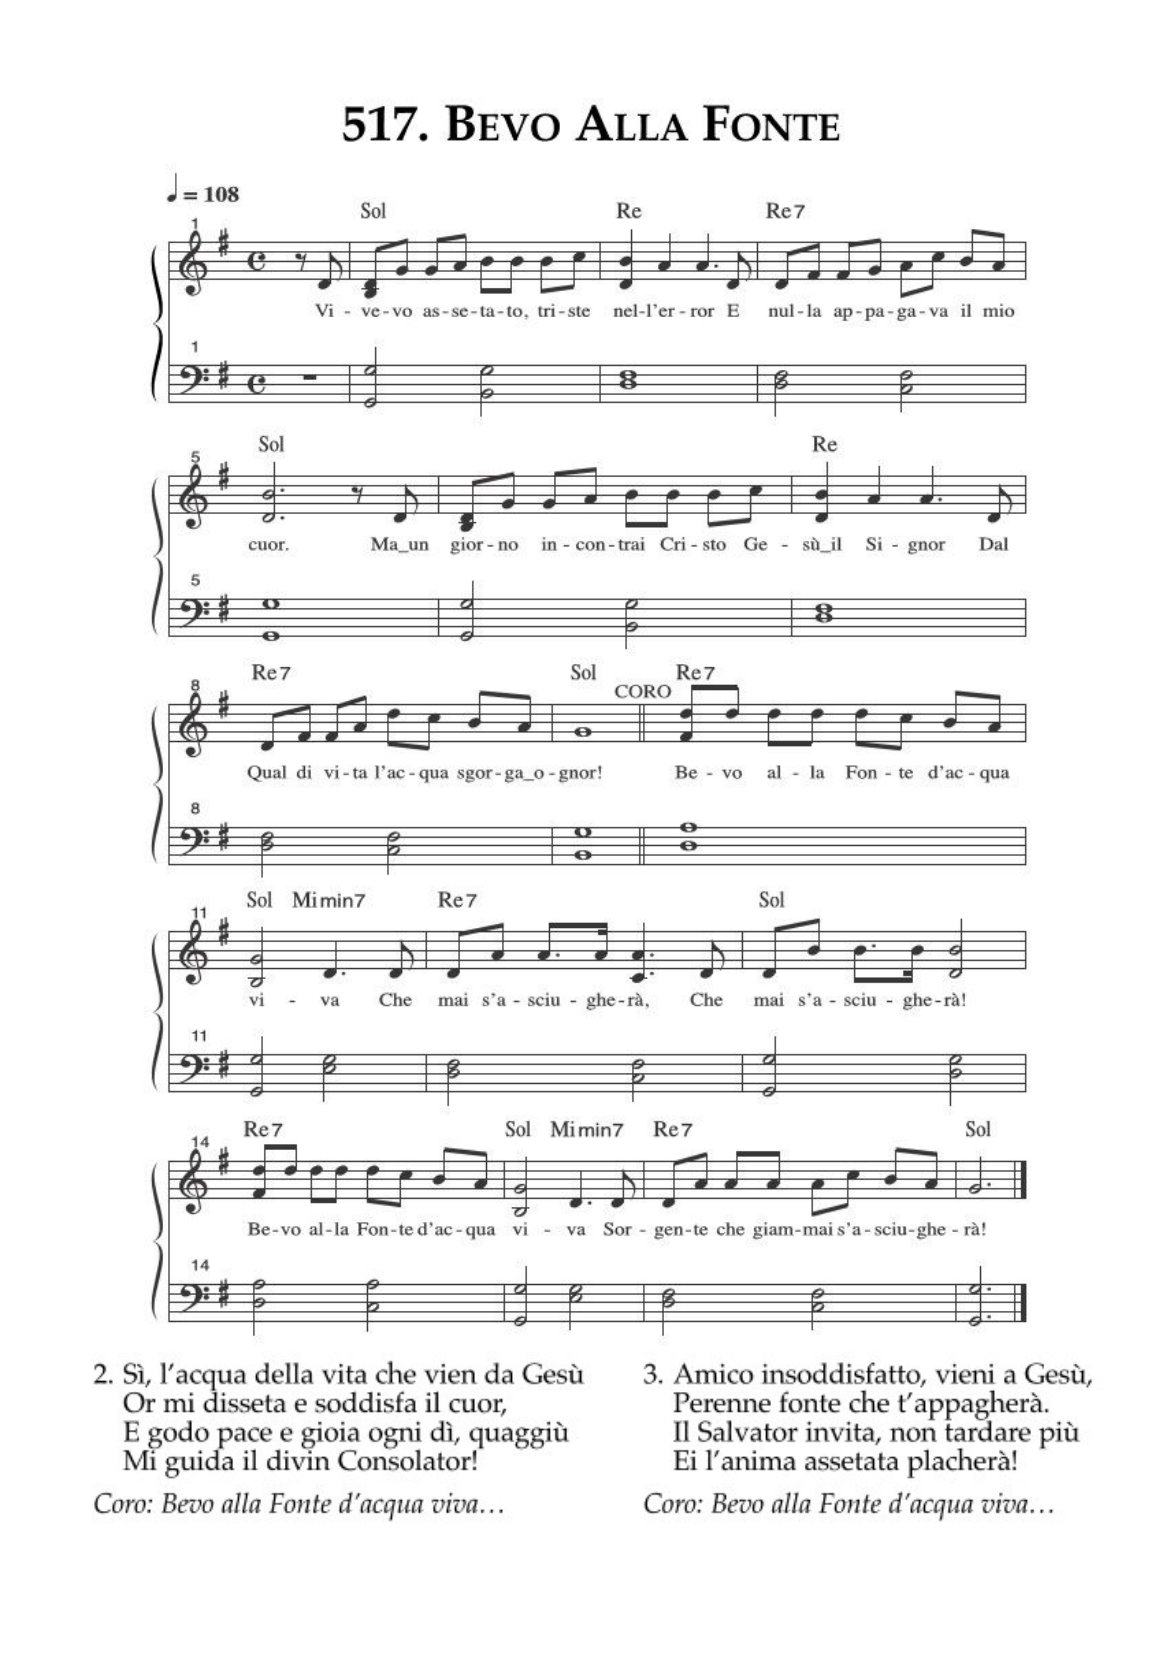 517. Bevo Alla Fonte
♩= 108
Sol Re Re7
1
Vi - ve-vo as-se-ta-to, tri-ste nel-l'er-ror E nul-la ap-pa-ga-va il mio
1
Sol Re
5
cuor. Ma_un gior-no in-con-trai Cri-sto Ge - sù_il Si - gnor Dal
5
Re7 Sol Re7
8 CORO
Qual di vi-ta l'ac-qua sgor-ga_o-gnor! Be - vo al - la Fon - te d'ac - qua
8
Sol Mimin7 Re7 Sol
11
vi - va Che mai s'a - sciu - ghe-rà, Che mai s'a - sciu - ghe-rà!
11
Re7 Sol Mimin7 Re7 Sol
14
Be-vo al-la Fon-te d'ac-qua vi - va Sor - gen-te che giam-mai s'a-sciu-ghe - rà!
14
2. Sì, l'acqua della vita che vien da Gesù
Or mi disseta e soddisfa il cuor,
E godo pace e gioia ogni dì, quaggiù
Mi guida il divin Consolator!
Coro: Bevo alla Fonte d'acqua viva…
3. Amico insoddisfatto, vieni a Gesù,
Perenne fonte che t'appagherà.
Il Salvator invita, non tardare più
Ei l'anima assetata placherà!
Coro: Bevo alla Fonte d'acqua viva…